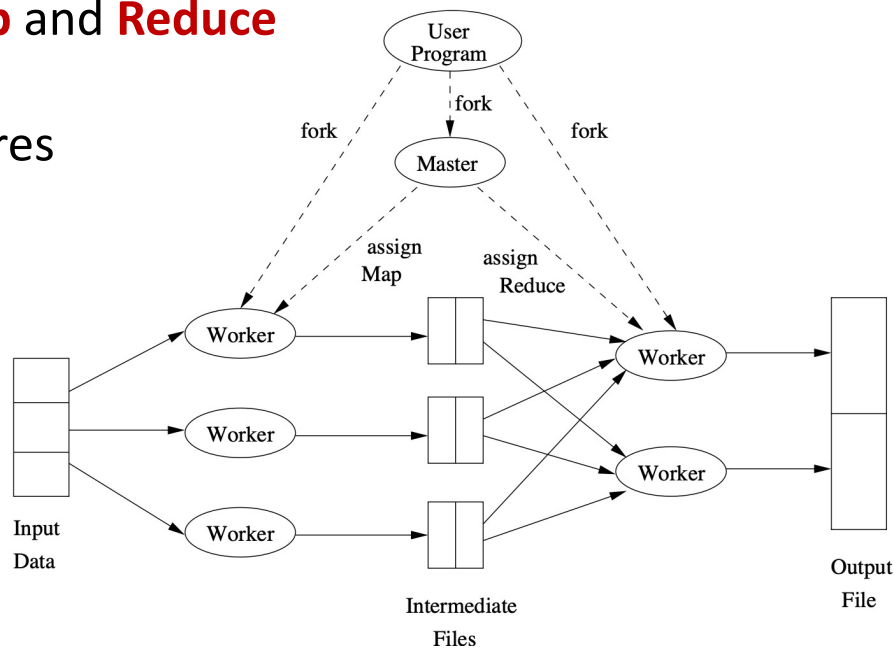 p and Reduce
res
User
Program
fork
fork
fork
Master
assign
Map
assign
Reduce
Worker
Worker
Worker
Worker
Worker
Input
Data
Intermediate
Files
Output
File